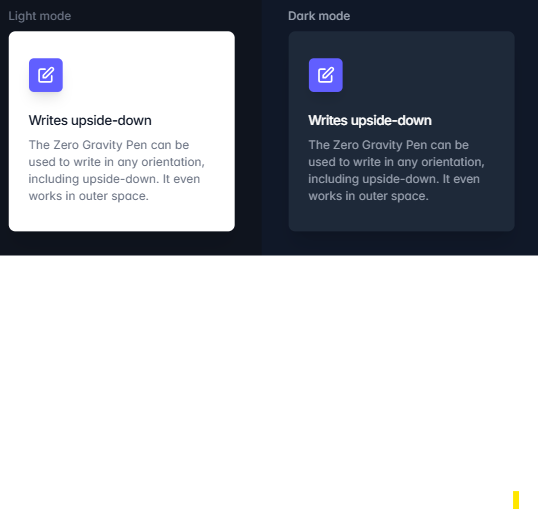 Light mode
Writes upside-down
The Zero Gravity Pen can be
used to write in any orientation,
including upside-down. It even
works in outer space.
Dark mode
Writes upside-down
The Zero Gravity Pen can be
used to write in any orientation,
including upside-down. It even
works in outer space.